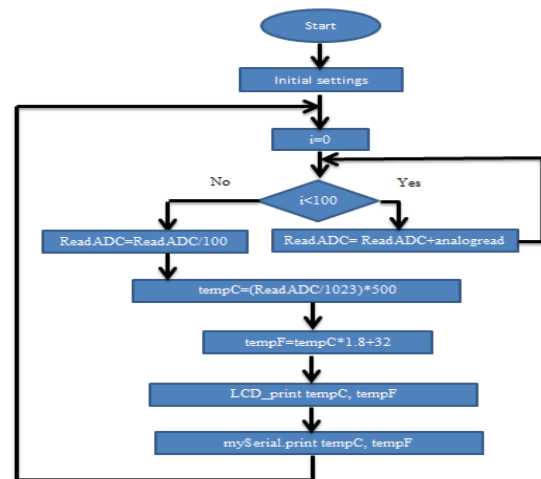 Start
Initial settings
i=0
i<100
No
Yes
ReadADC=ReadADC/100
ReadADC= ReadADC+analogread
tempC=(ReadADC/1023)*500
tempF=tempC*1.8+32
LCD_print tempC, tempF
mySerial.print tempC, tempF